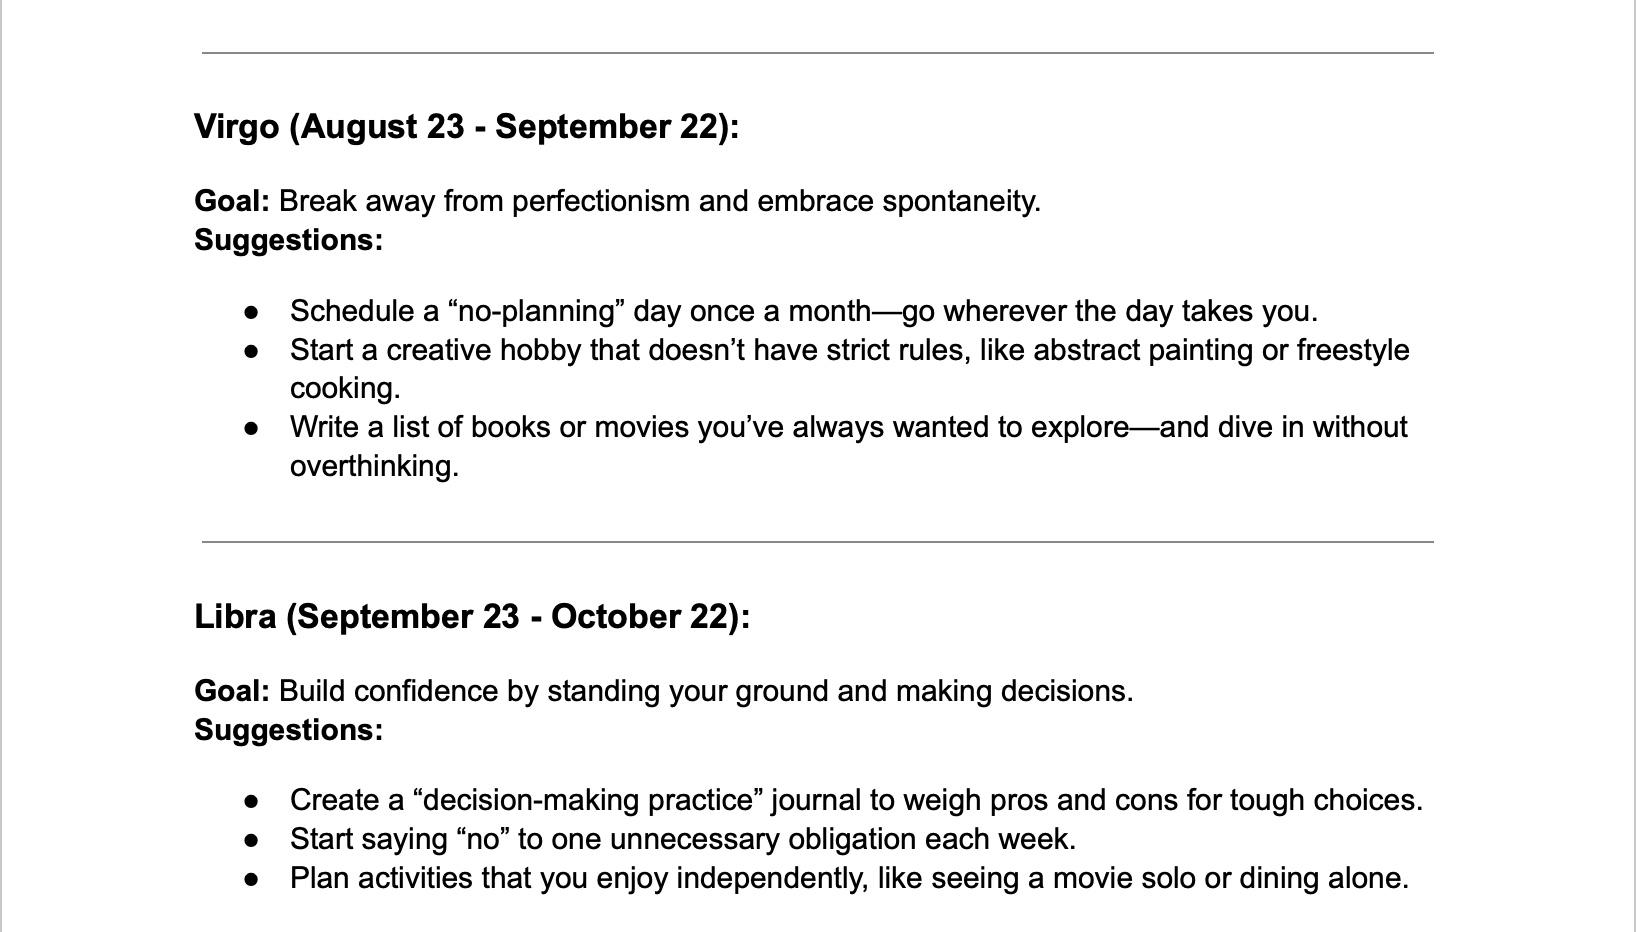 Virgo (August 23 - September 22):
Goal: Break away from perfectionism and embrace spontaneity.
Suggestions:
● Schedule a “no-planning” day once a month—go wherever the day takes you.
● Start a creative hobby that doesn’t have strict rules, like abstract painting or freestyle
cooking.
● Write a list of books or movies you’ve always wanted to explore—and dive in without
overthinking.
Libra (September 23 - October 22):
Goal: Build confidence by standing your ground and making decisions.
Suggestions:
● Create a “decision-making practice” journal to weigh pros and cons for tough choices.
● Start saying “no” to one unnecessary obligation each week.
● Plan activities that you enjoy independently, like seeing a movie solo or dining alone.